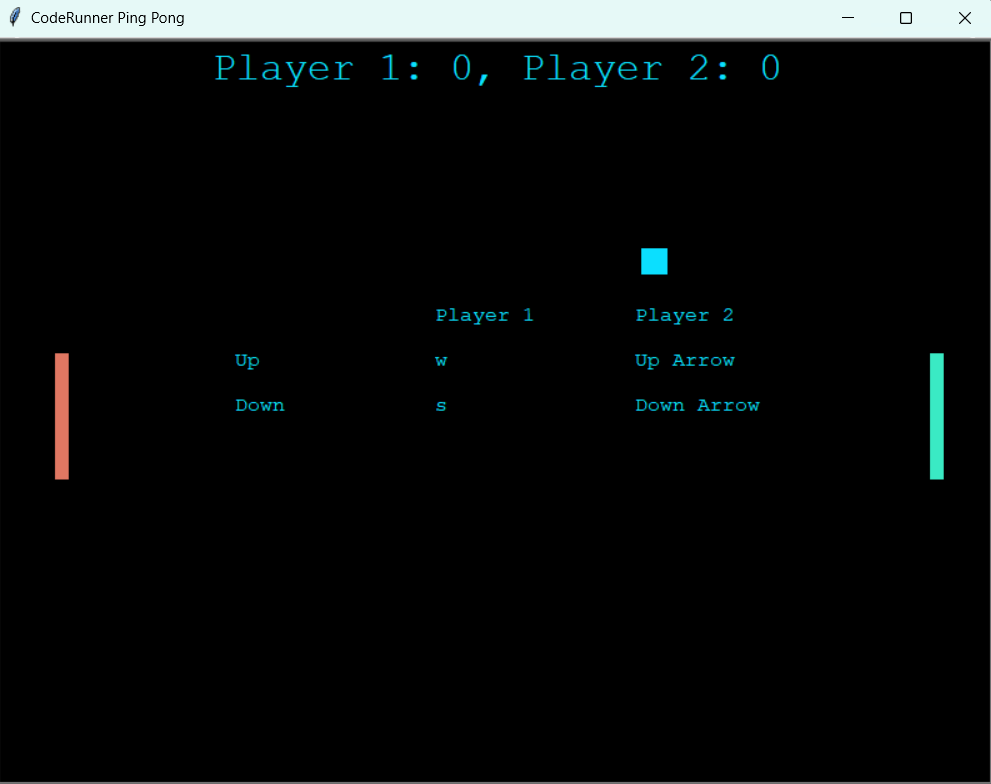 CodeRunner Ping Pong
Player 1: 0, Player 2: 0
Player 1 Player 2
Up w Up Arrow
Down s Down Arrow